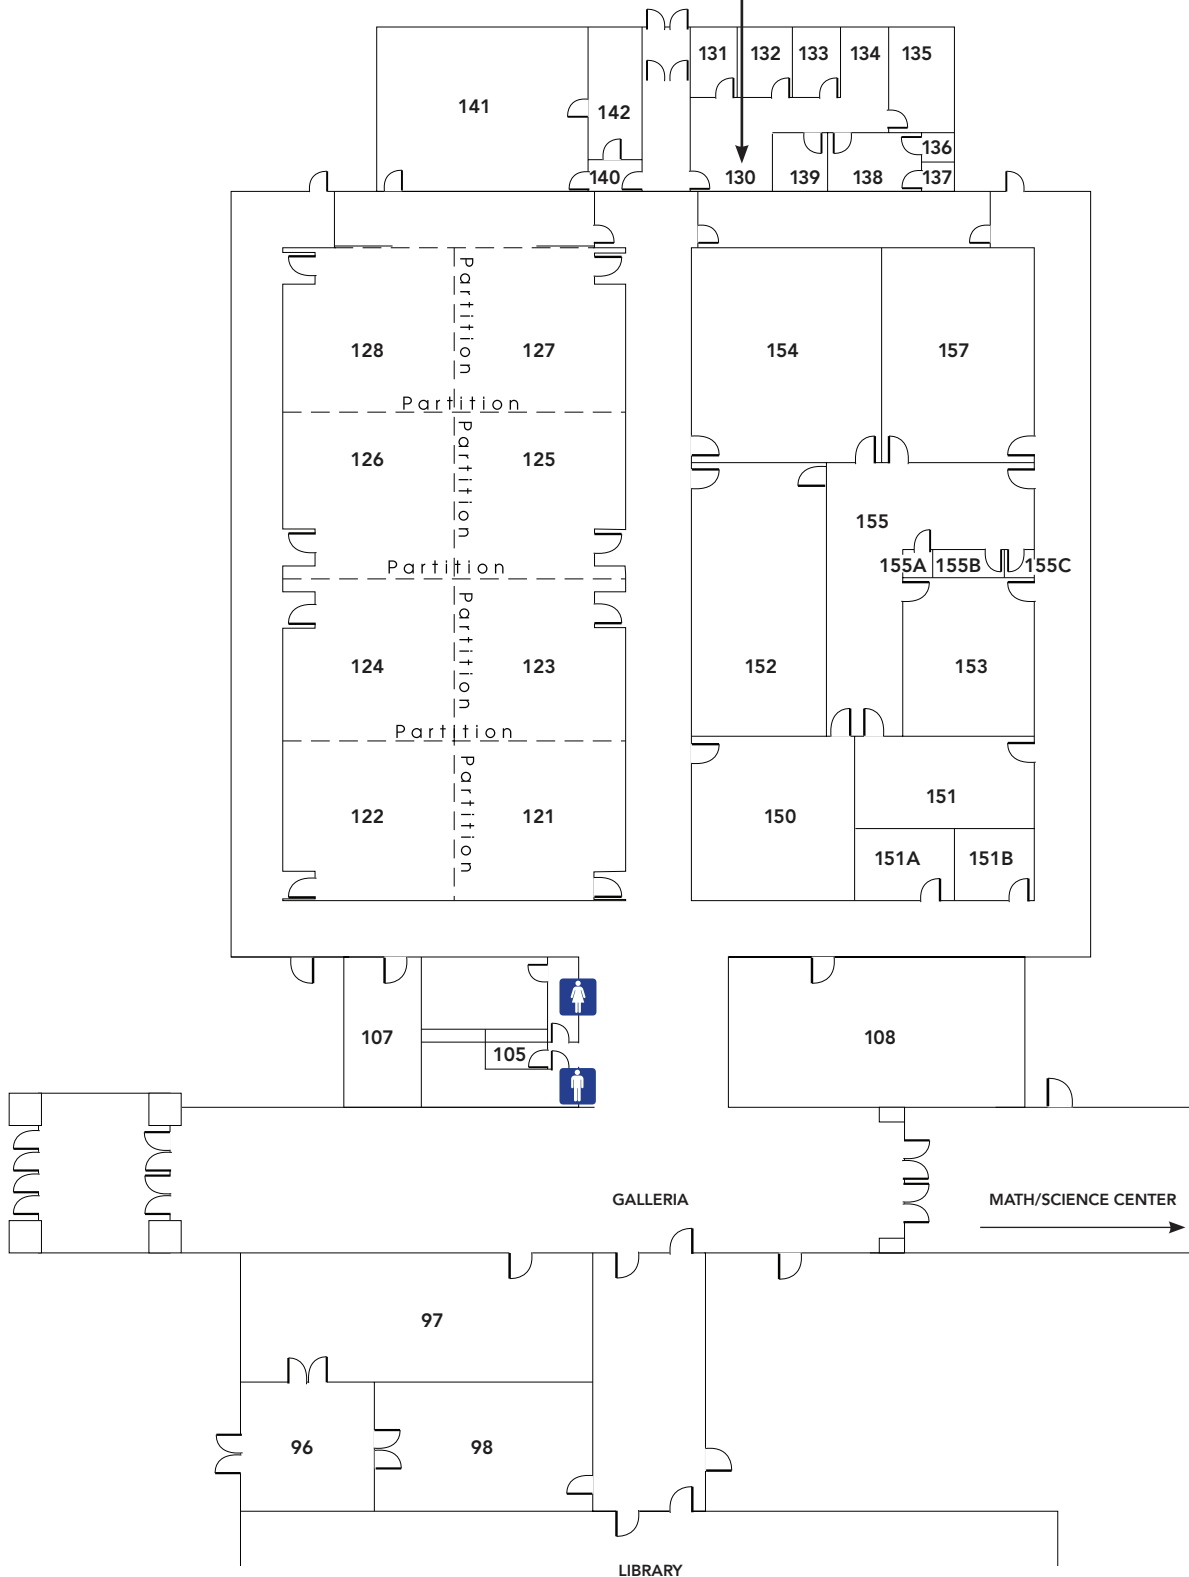 131 132 133 134 135
141 142
136
140 130 139 138 137
Partition
128 127 154 157
Partition
Partition
126 125
155
Partition
155A 155B 155C
Partition
124 123 152 153
Partition
Partition
151
122 121 150
151A 151B
107 105 108
GALLERIA MATH/SCIENCE CENTER
97
96 98
LIBRARY